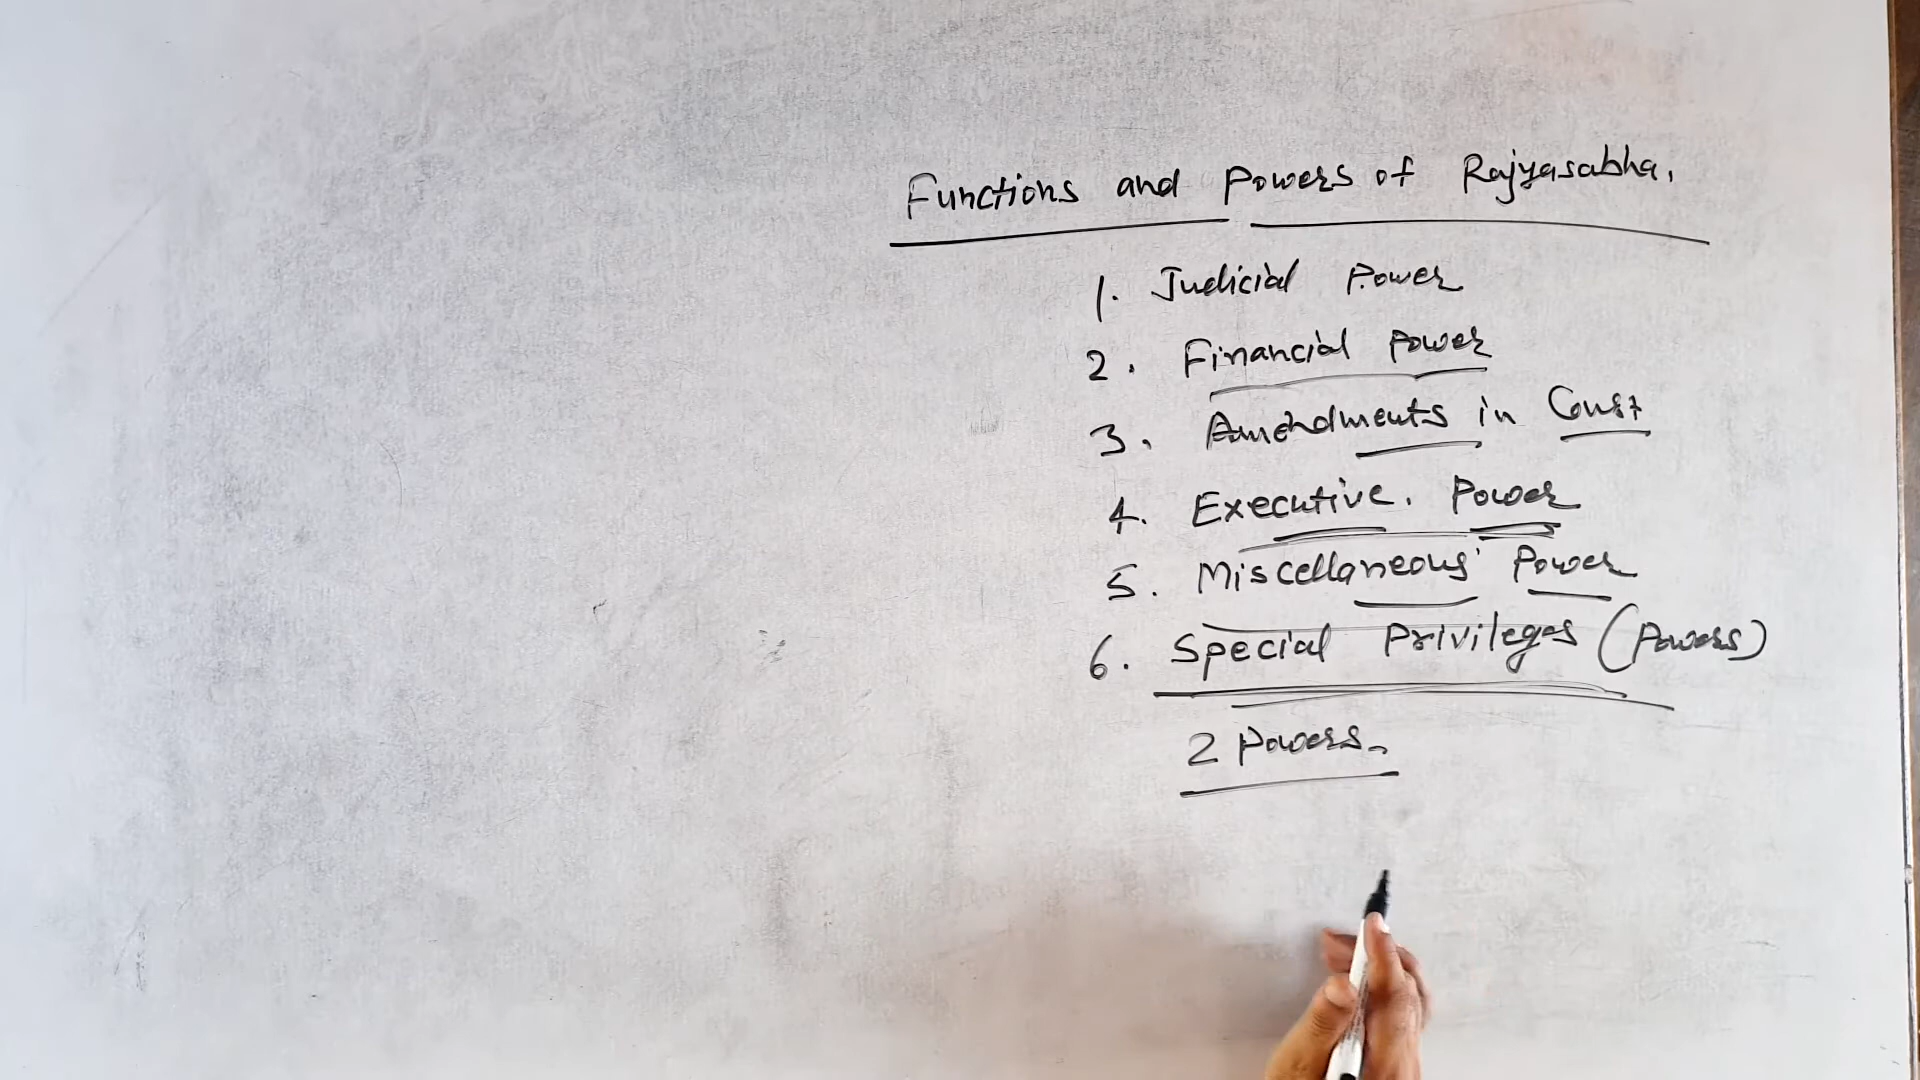 Functions and Powers of Rajyasabha.
1. Judicial Power
2. Financial Power
3. Amendments in Const
4. Executive. Power
5. Miscellaneous Power
6. Special Privileges (Powers)
2 Powers.